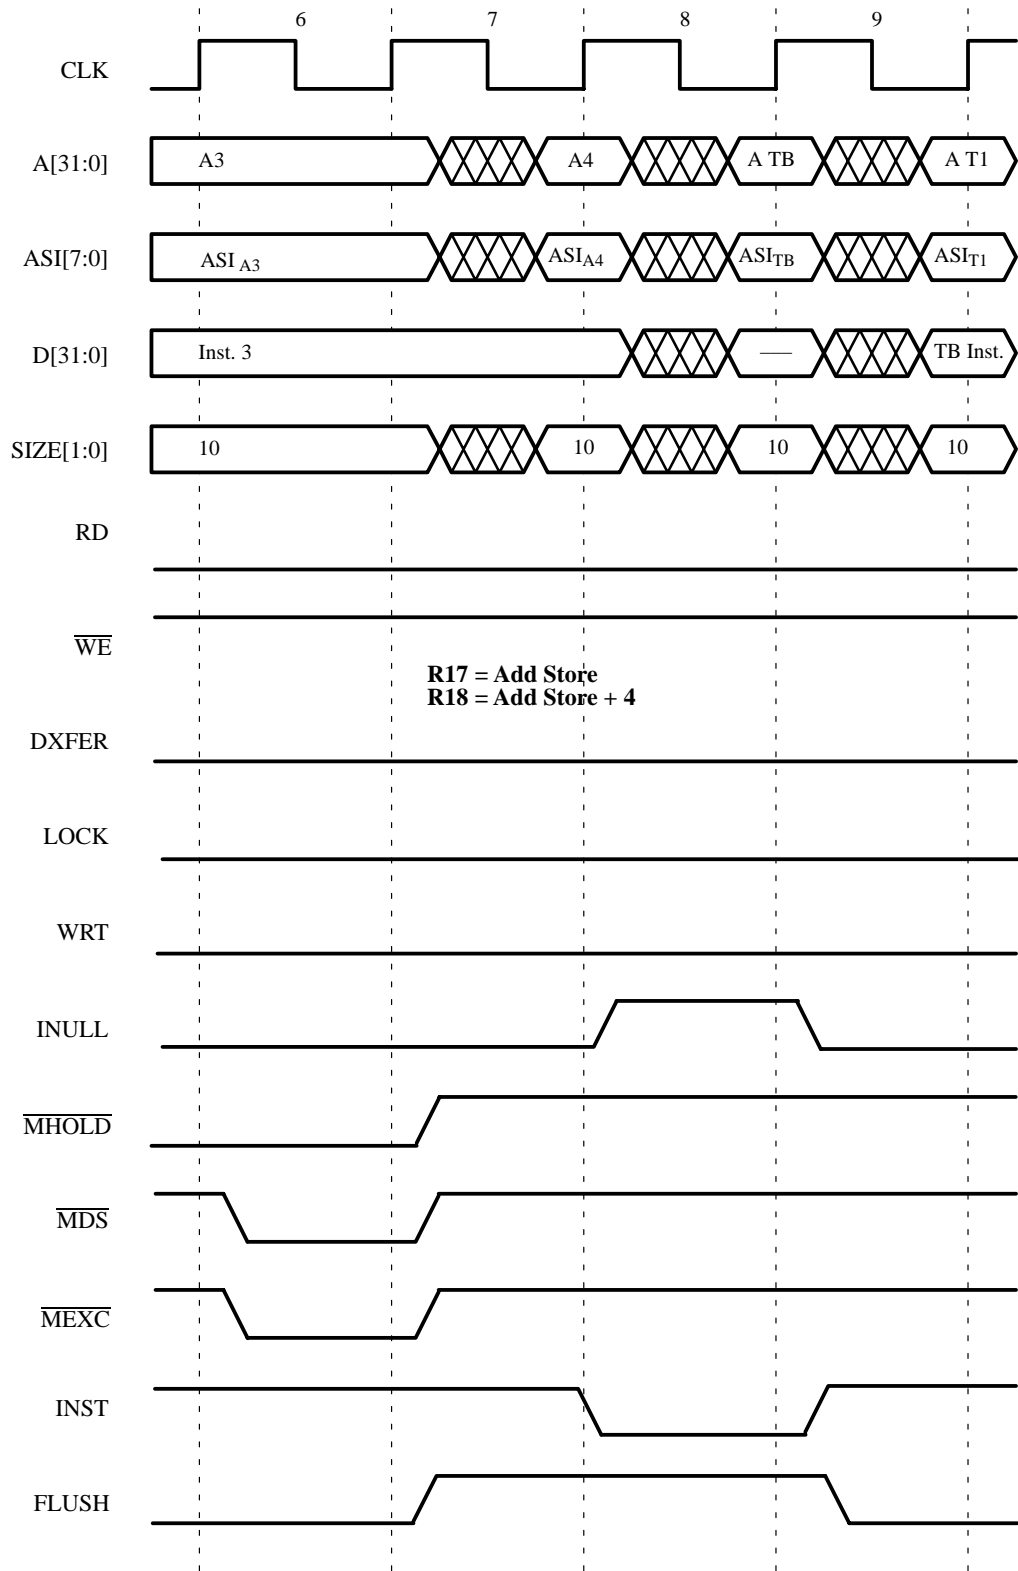 6 7 8 9
CLK
A[31:0] A3 A4 A TB A T1
ASI[7:0] ASI A3 ASIA4 ASITB ASIT1
D[31:0] Inst. 3 — TB Inst.
SIZE[1:0] 10 10 10 10
RD
WE
R17 = Add Store
R18 = Add Store + 4
DXFER
LOCK
WRT
INULL
MHOLD
MDS
MEXC
INST
FLUSH